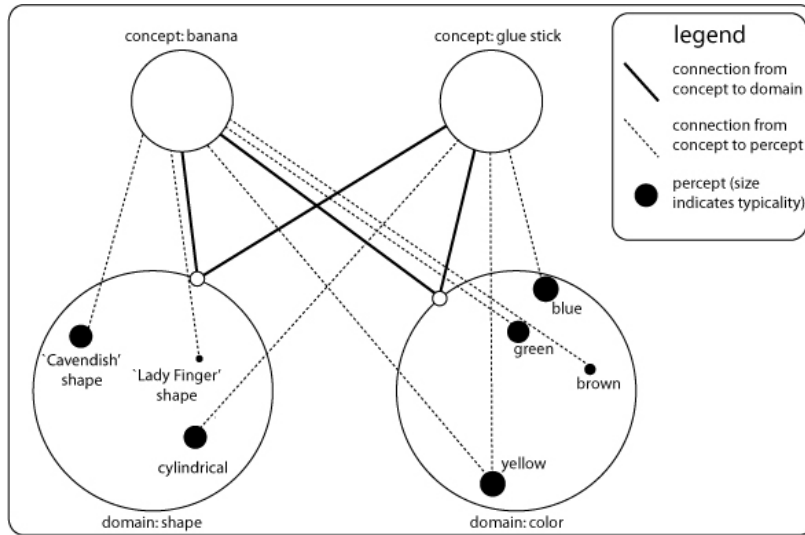 concept: banana
concept: glue stick
legend
connection from
concept to domain
connection from
concept to percept
percept (size
indicates typicality)
blue
green
brown
`Cavendish’
shape
`Lady Finger’
shape
cylindrical
yellow
domain: shape
domain: color